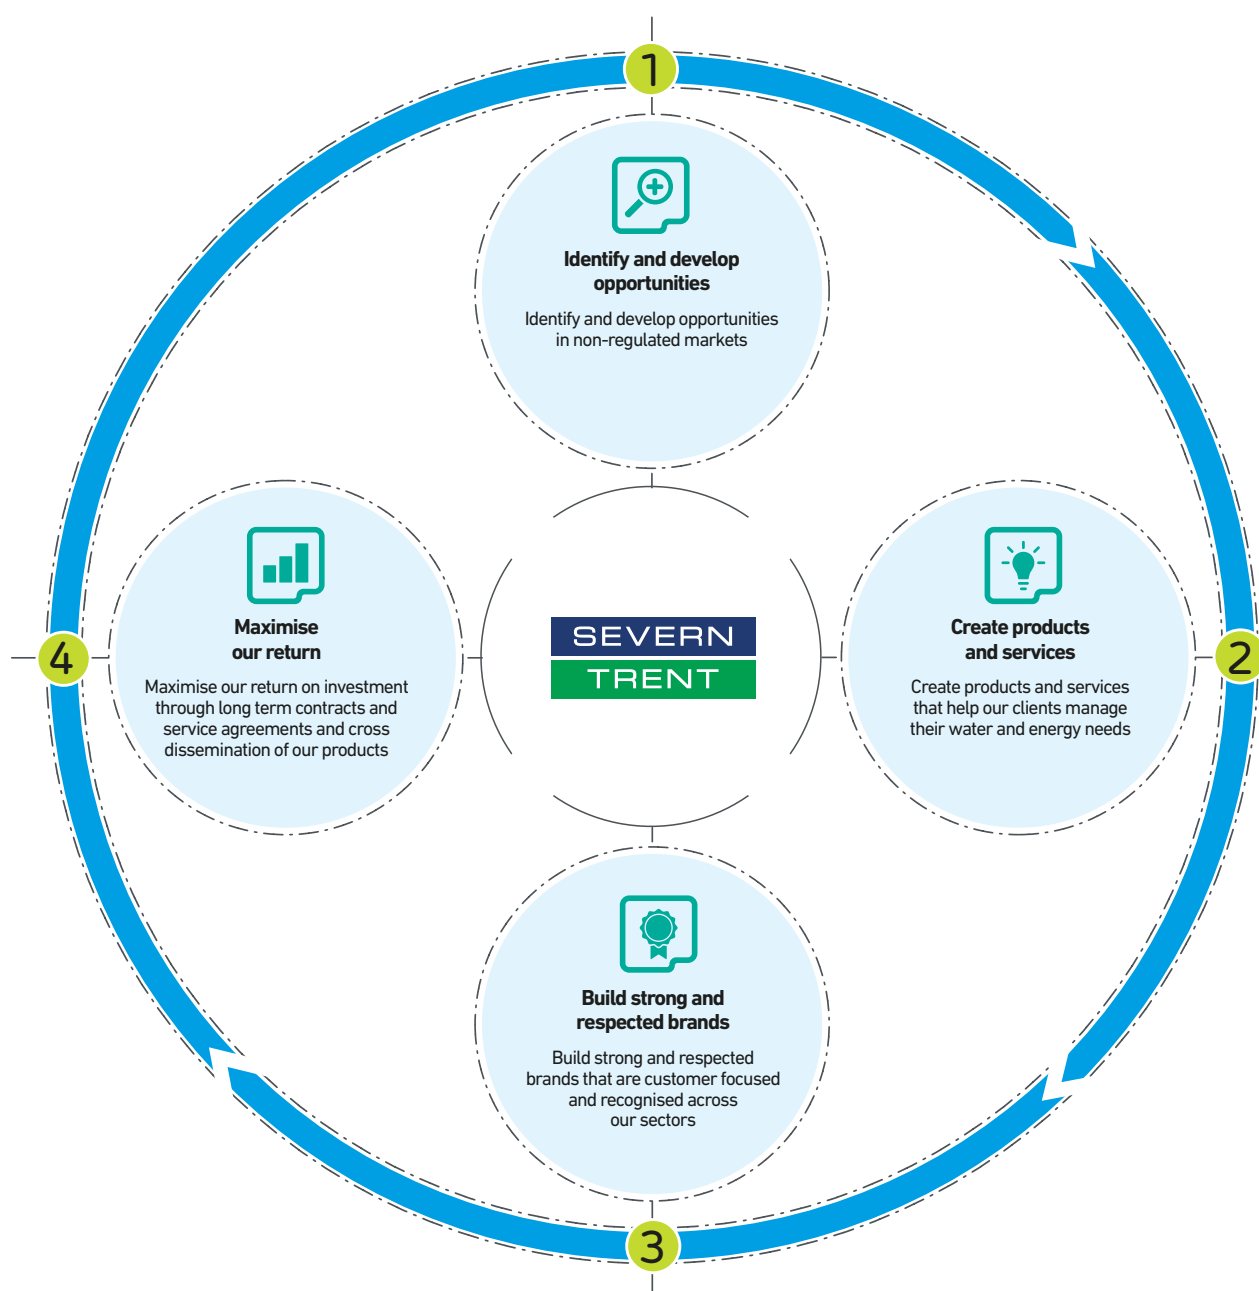 1
Identify and develop
opportunities
Identify and develop opportunities
in non-regulated markets
2
Create products
and services
Create products and services
that help our clients manage
their water and energy needs
3
Build strong and
respected brands
Build strong and respected
brands that are customer focused
and recognised across
our sectors
4
Maximise
our return
Maximise our return on investment
through long term contracts and
service agreements and cross
dissemination of our products
SEVERN
TRENT